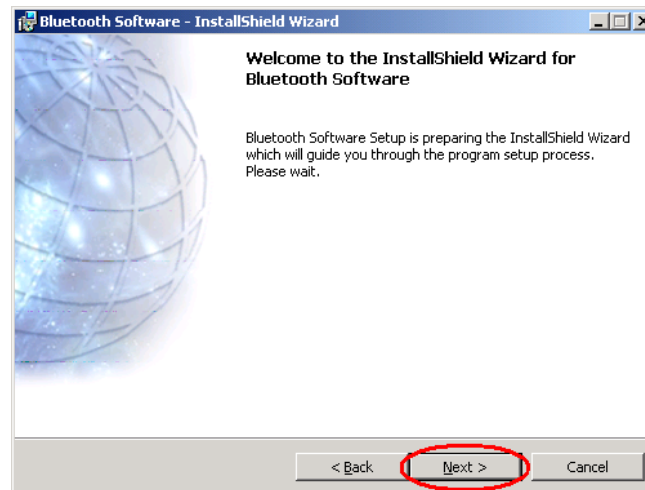 Bluetooth Software - InstallShield Wizard
Welcome to the InstallShield Wizard for
Bluetooth Software
Bluetooth Software Setup is preparing the InstallShield Wizard
which will guide you through the program setup process.
Please wait.
< Back Next > Cancel